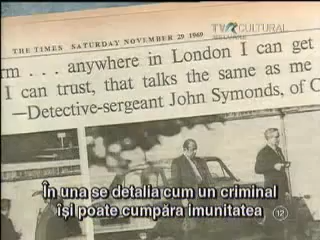 TVR CULTURAL
THE TIMES SATURDAY NOVEMBER 29 1969
rm . . . anywhere in London I can get
I can trust, that talks the same as me
—Detective-sergeant John Symonds, of C
În una se detalia cum un criminal
îşi poate cumpăra imunitatea
12